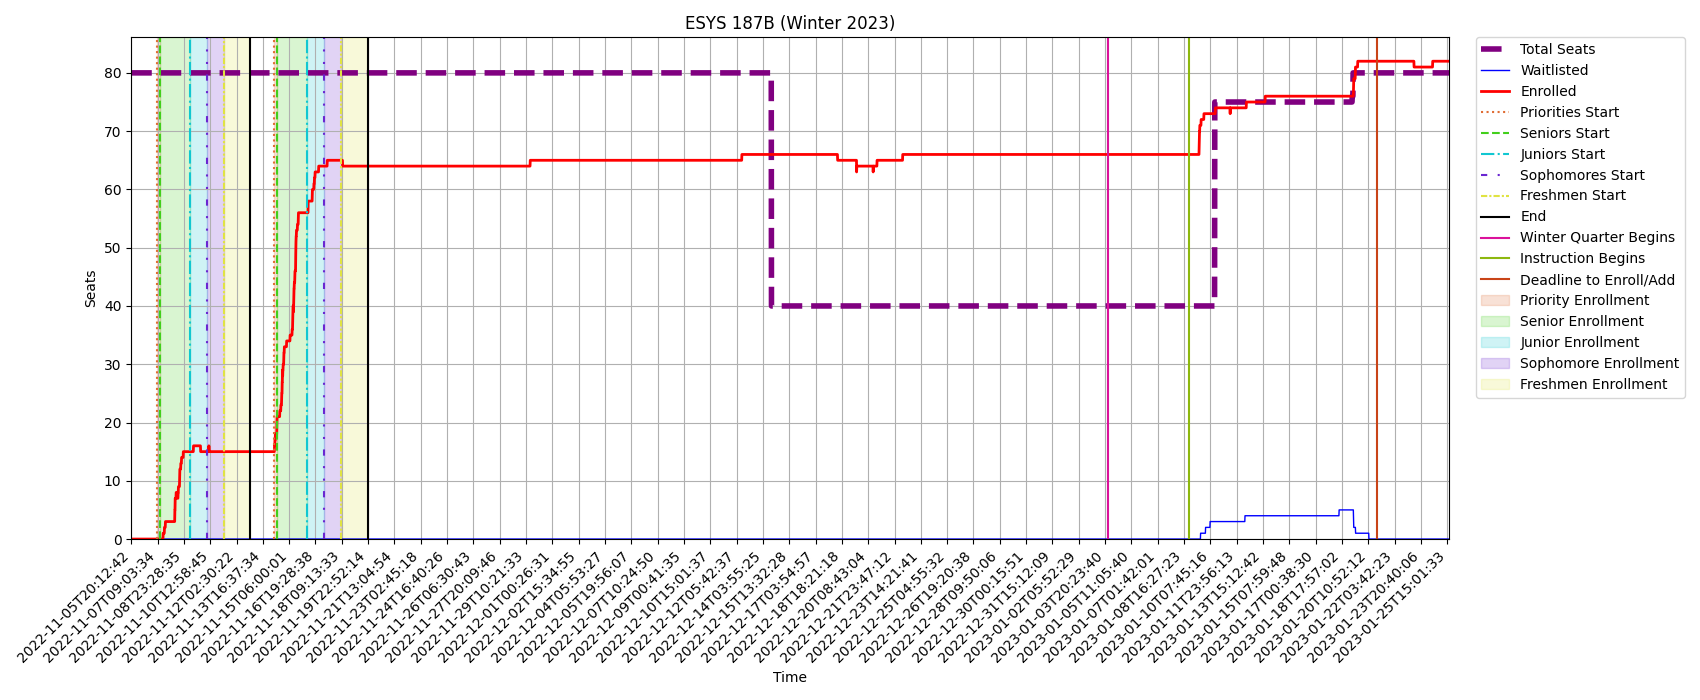 ESYS 187B (Winter 2023)
Seats
80
70
60
50
40
30
20
10
0
2022-11-05T20:12:42
2022-11-07T09:03:34
2022-11-08T23:28:35
2022-11-10T12:58:45
2022-11-12T02:30:22
2022-11-13T16:37:34
2022-11-15T06:00:01
2022-11-16T19:28:38
2022-11-18T09:13:33
2022-11-19T22:52:14
2022-11-21T13:04:54
2022-11-23T02:45:18
2022-11-24T16:40:26
2022-11-26T06:30:43
2022-11-27T20:09:46
2022-11-29T10:21:33
2022-12-01T00:26:31
2022-12-02T15:34:55
2022-12-04T05:53:27
2022-12-05T19:56:07
2022-12-07T10:24:50
2022-12-09T00:41:35
2022-12-10T15:01:37
2022-12-12T05:42:37
2022-12-14T03:55:25
2022-12-15T13:32:28
2022-12-17T03:54:57
2022-12-18T18:21:18
2022-12-20T08:43:04
2022-12-21T23:47:12
2022-12-23T14:21:41
2022-12-25T04:55:32
2022-12-26T19:20:38
2022-12-28T09:50:06
2022-12-30T00:15:51
2022-12-31T15:12:09
2023-01-02T05:52:29
2023-01-03T20:23:40
2023-01-05T11:05:40
2023-01-07T01:42:01
2023-01-08T16:27:23
2023-01-10T07:45:16
2023-01-11T23:56:13
2023-01-13T15:12:42
2023-01-15T07:59:48
2023-01-17T00:38:30
2023-01-18T17:57:02
2023-01-20T10:52:12
2023-01-22T03:42:23
2023-01-23T20:40:06
2023-01-25T15:01:33
Time
Total Seats
Waitlisted
Enrolled
Priorities Start
Seniors Start
Juniors Start
Sophomores Start
Freshmen Start
End
Winter Quarter Begins
Instruction Begins
Deadline to Enroll/Add
Priority Enrollment
Senior Enrollment
Junior Enrollment
Sophomore Enrollment
Freshmen Enrollment